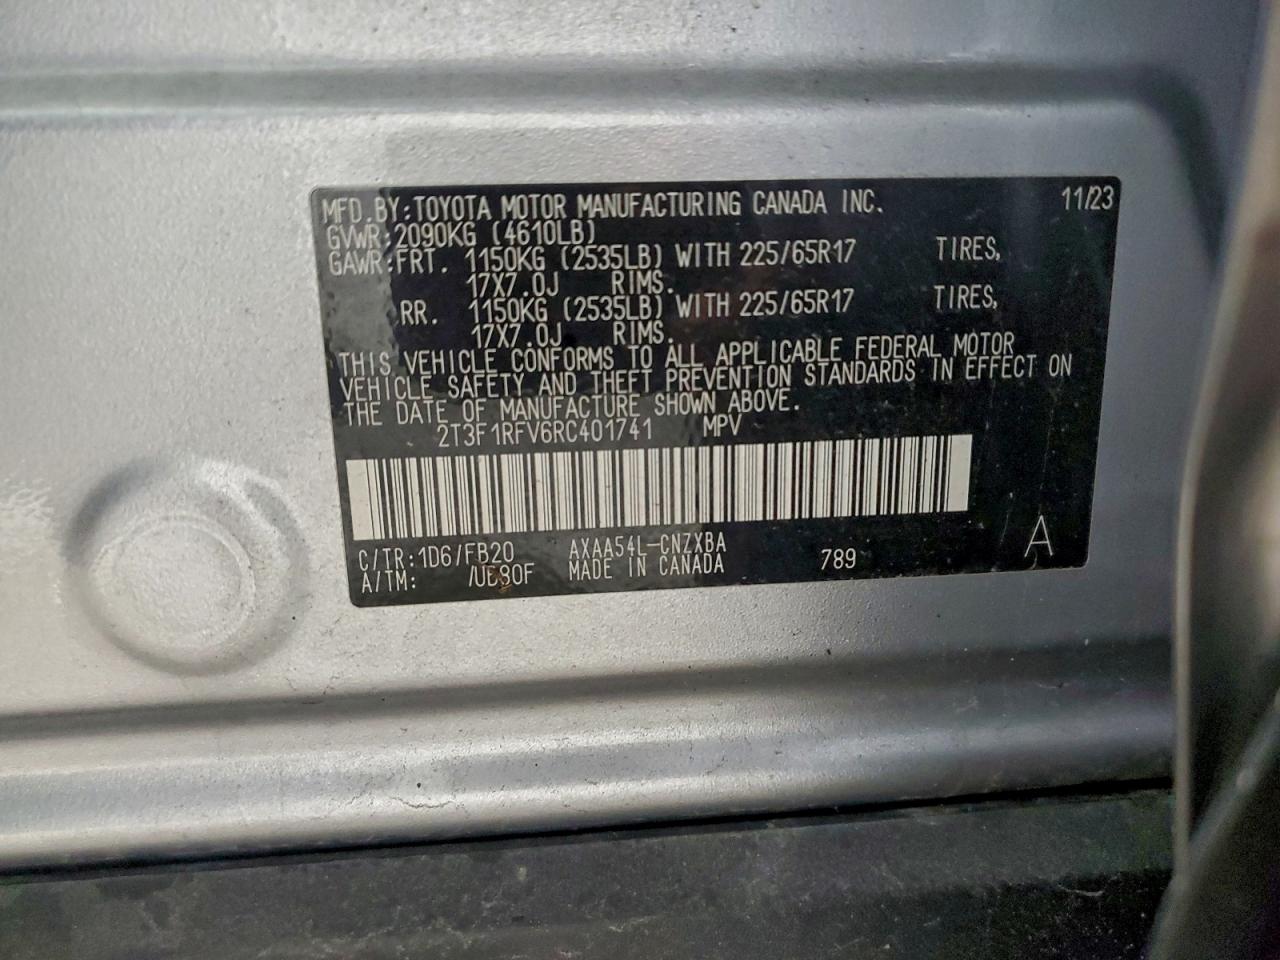 MFD.BY:TOYOTA MOTOR MANUFACTURING CANADA INC. 11/23
GVWR:2090KG (4610LB)
GAWR:FRT. 1150KG (2535LB) WITH 225/65R17 TIRES,
17X7.0J RIMS.
RR. 1150KG (2535LB) WITH 225/65R17 TIRES,
17X7.0J RIMS.
THIS VEHICLE CONFORMS TO ALL APPLICABLE FEDERAL MOTOR
VEHICLE SAFETY AND THEFT PREVENTION STANDARDS IN EFFECT ON
THE DATE OF MANUFACTURE SHOWN ABOVE.
2T3F1RFV6RC401741 MPV
C/TR:1D6/FB20 AXAA54L-CNZXBA 789 A
A/TM: /UB80F MADE IN CANADA